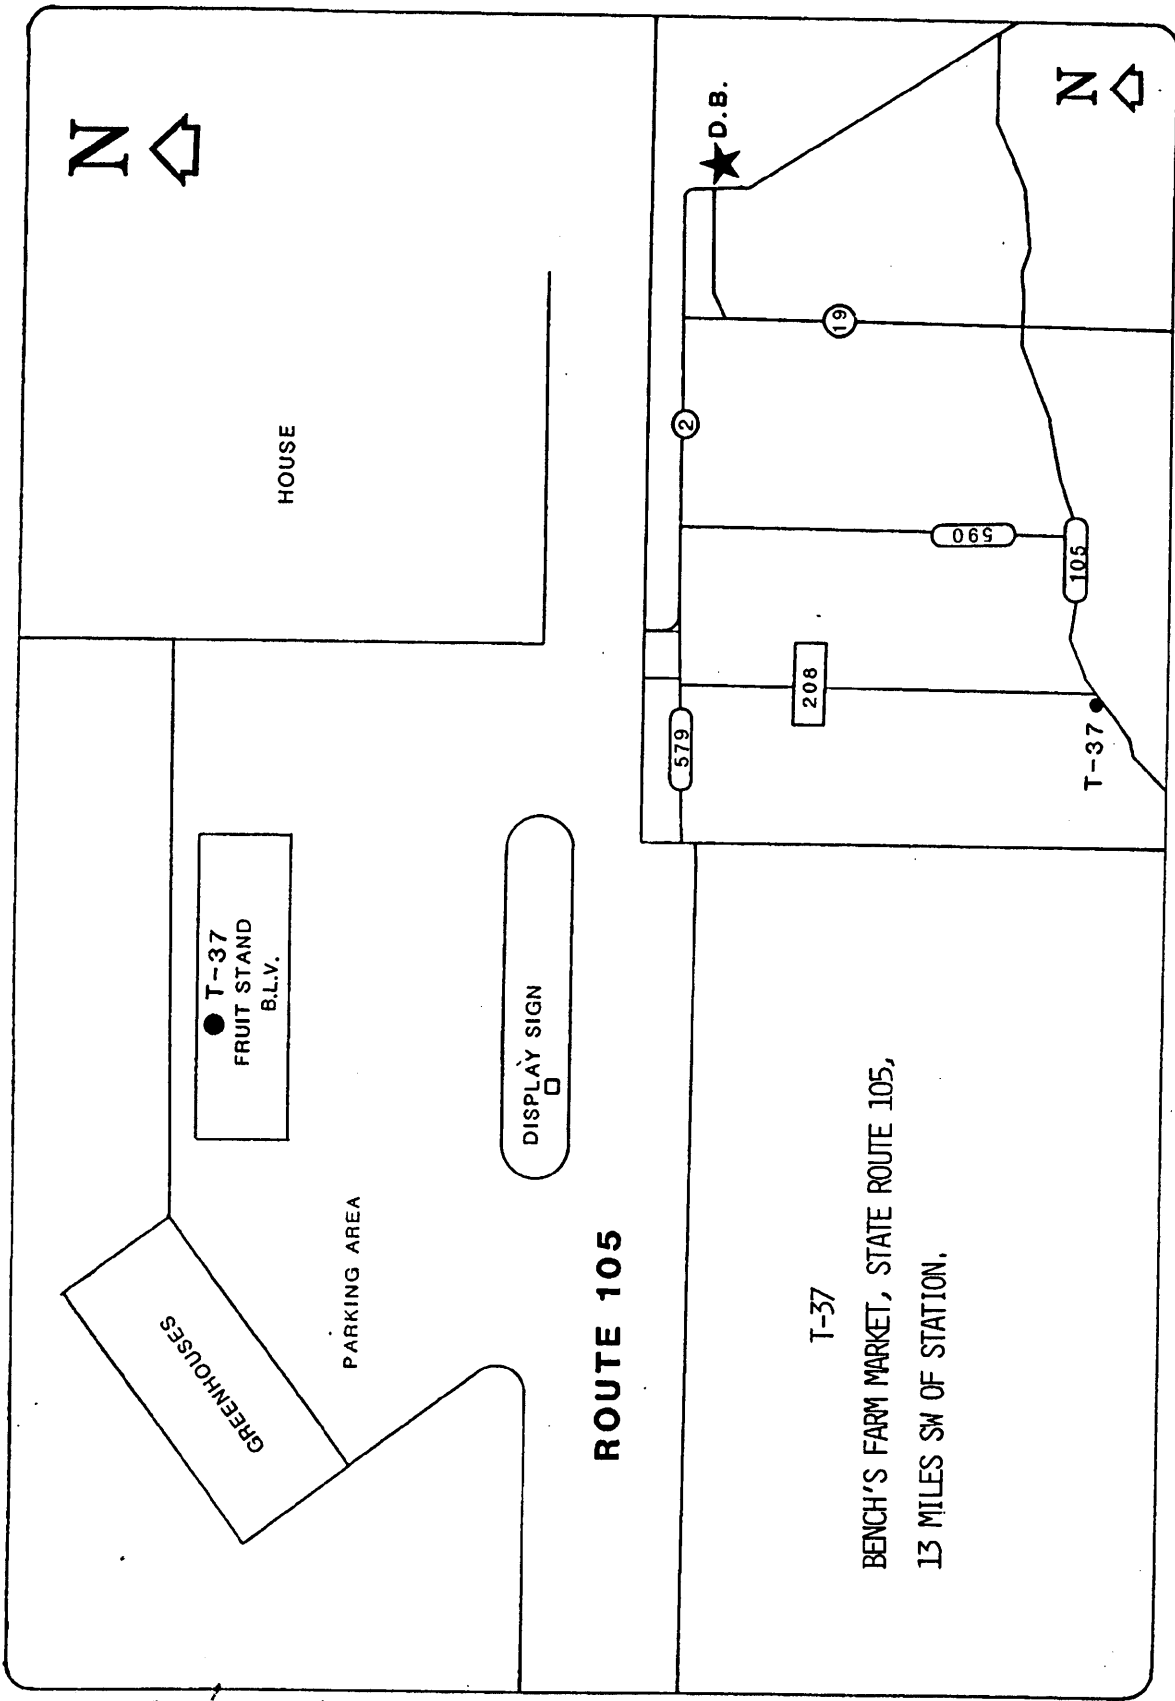 N
HOUSE
T-37
FRUIT STAND
B.L.V.
GREENHOUSES
PARKING AREA
DISPLAY SIGN
ROUTE 105
T-37
BENCH'S FARM MARKET, STATE ROUTE 105,
13 MILES SW OF STATION.
D.B.
2
579
19
590
208
105
T-37
N